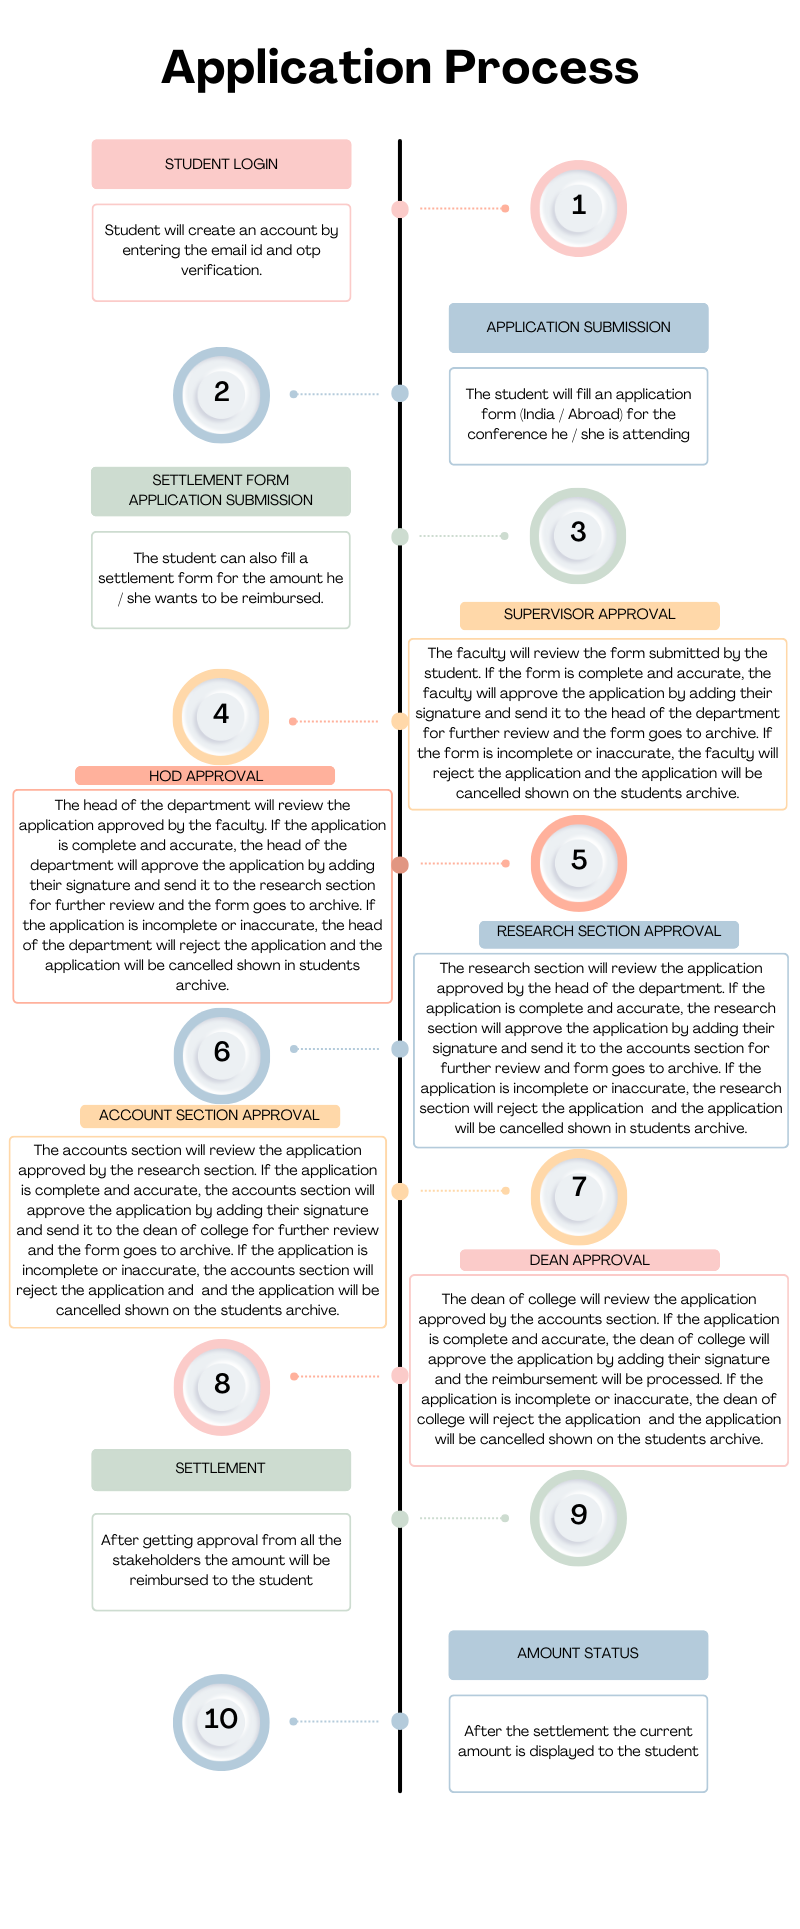 Application Process
STUDENT LOGIN
Student will create an account by
entering the email id and otp
verification.
1
APPLICATION SUBMISSION
The student will fill an application
form (India / Abroad) for the
conference he / she is attending
2
SETTLEMENT FORM
APPLICATION SUBMISSION
The student can also fill a
settlement form for the amount he
/ she wants to be reimbursed.
3
SUPERVISOR APPROVAL
The faculty will review the form submitted by the
student. If the form is complete and accurate, the
faculty will approve the application by adding their
signature and send it to the head of the department
for further review and the form goes to archive. If
the form is incomplete or inaccurate, the faculty will
reject the application and the application will be
cancelled shown on the students archive.
4
HOD APPROVAL
The head of the department will review the
application approved by the faculty. If the application
is complete and accurate, the head of the
department will approve the application by adding
their signature and send it to the research section
for further review and the form goes to archive. If
the application is incomplete or inaccurate, the head
of the department will reject the application and the
application will be cancelled shown in students
archive.
5
RESEARCH SECTION APPROVAL
The research section will review the application
approved by the head of the department. If the
application is complete and accurate, the research
section will approve the application by adding their
signature and send it to the accounts section for
further review and form goes to archive. If the
application is incomplete or inaccurate, the research
section will reject the application  and the application
will be cancelled shown in students archive.
6
ACCOUNT SECTION APPROVAL
The accounts section will review the application
approved by the research section. If the application
is complete and accurate, the accounts section will
approve the application by adding their signature
and send it to the dean of college for further review
and the form goes to archive. If the application is
incomplete or inaccurate, the accounts section will
reject the application and  and the application will be
cancelled shown on the students archive.
7
DEAN APPROVAL
The dean of college will review the application
approved by the accounts section. If the application
is complete and accurate, the dean of college will
approve the application by adding their signature
and the reimbursement will be processed. If the
application is incomplete or inaccurate, the dean of
college will reject the application  and the application
will be cancelled shown on the students archive.
8
SETTLEMENT
After getting approval from all the
stakeholders the amount will be
reimbursed to the student
9
AMOUNT STATUS
After the settlement the current
amount is displayed to the student
10